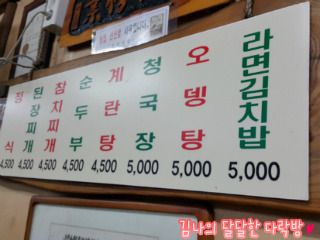 정식 4,500
된장찌개 4,500
참치찌개 4,500
순두부 4,500
계란탕 4,500
청국장 5,000
오뎅탕 5,000
라면김치밥 5,000
김나의 달달한 다락방♥